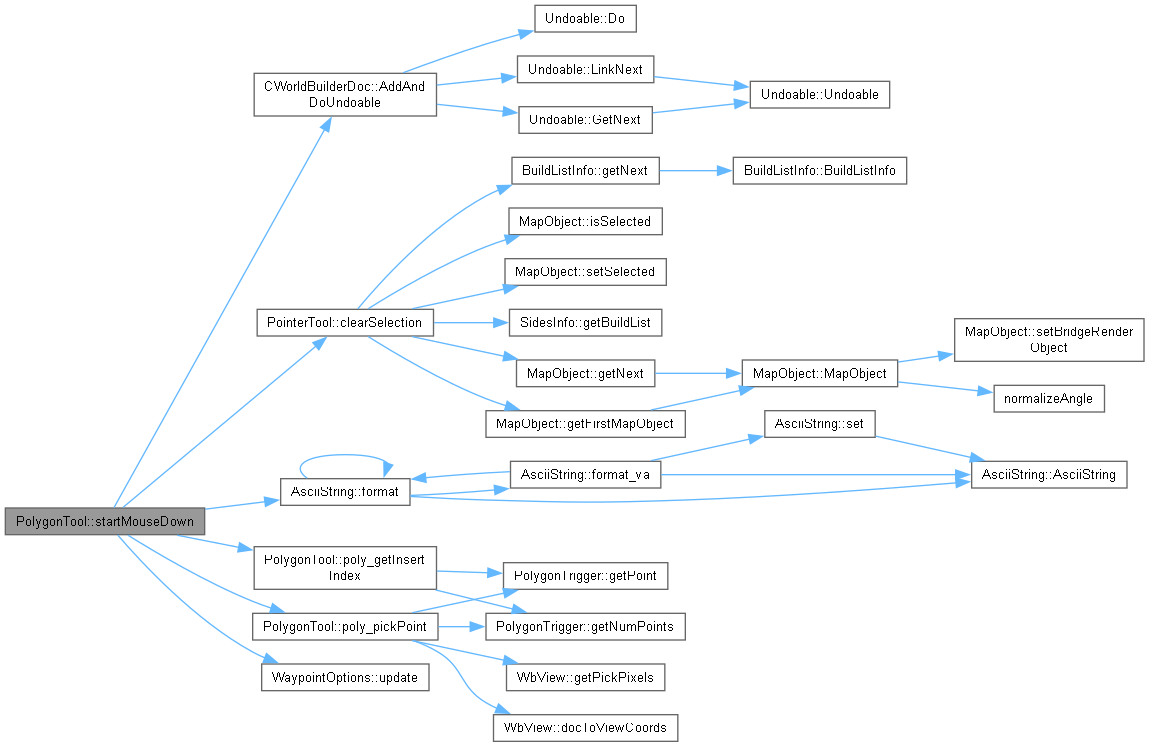 Undoable::Do
CWorldBuilderDoc::AddAnd
DoUndoable
Undoable::LinkNext
Undoable::Undoable
Undoable::GetNext
BuildListInfo::getNext
BuildListInfo::BuildListInfo
MapObject::isSelected
MapObject::setSelected
PointerTool::clearSelection
SidesInfo::getBuildList
MapObject::setBridgeRender
Object
MapObject::getNext
MapObject::MapObject
normalizeAngle
MapObject::getFirstMapObject
AsciiString::set
AsciiString::format_va
AsciiString::AsciiString
AsciiString::format
PolygonTool::startMouseDown
PolygonTool::poly_getInsert
Index
PolygonTrigger::getPoint
PolygonTool::poly_pickPoint
PolygonTrigger::getNumPoints
WaypointOptions::update
WbView::getPickPixels
WbView::docToViewCoords